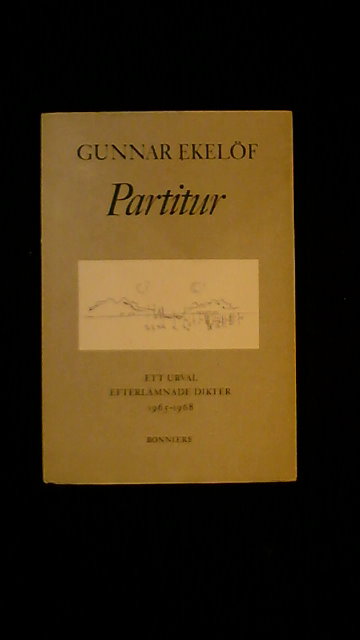 GUNNAR EKELÖF
Partitur
ETT URVAL
EFTERLÄMNADE DIKTER
1965-1968
BONNIERS